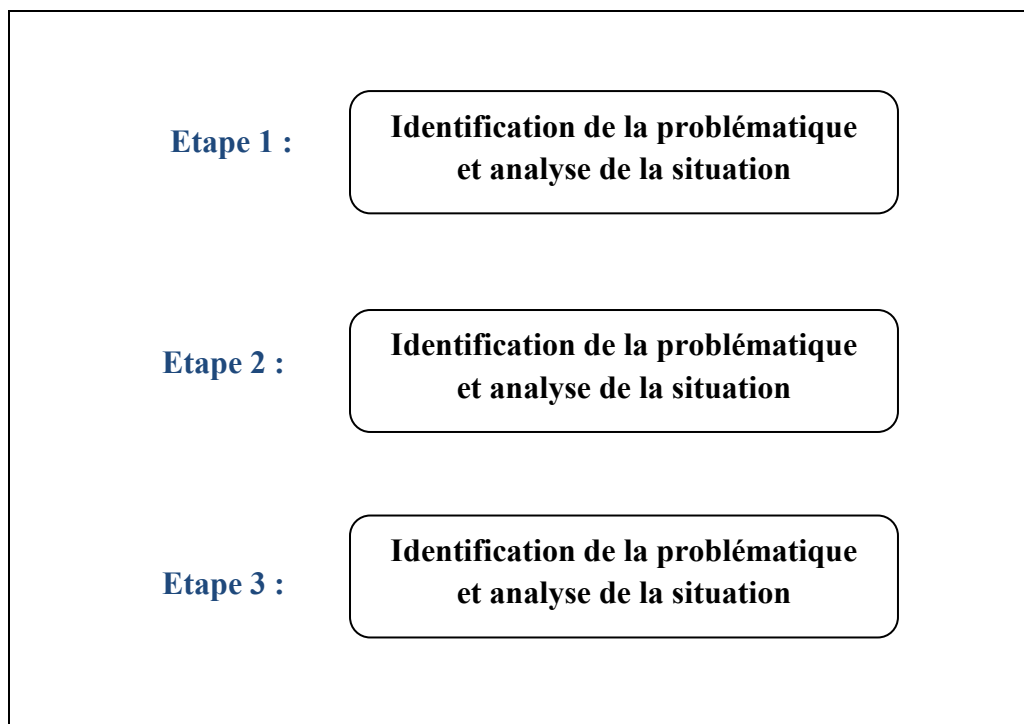 Etape 1 :
Identification de la problématique
et analyse de la situation
Etape 2 :
Identification de la problématique
et analyse de la situation
Etape 3 :
Identification de la problématique
et analyse de la situation